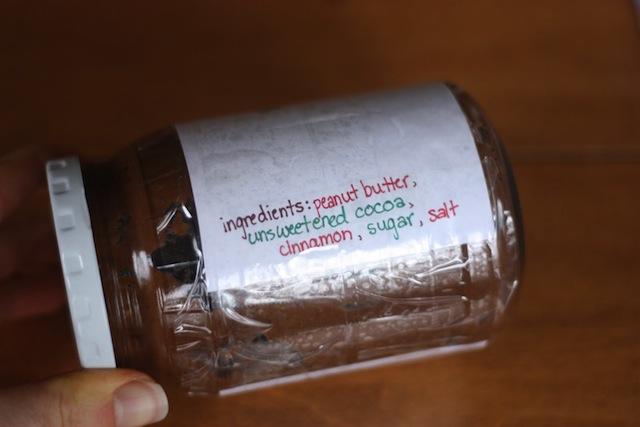 ingredients: peanut butter,
unsweetened cocoa,
cinnamon, sugar, salt